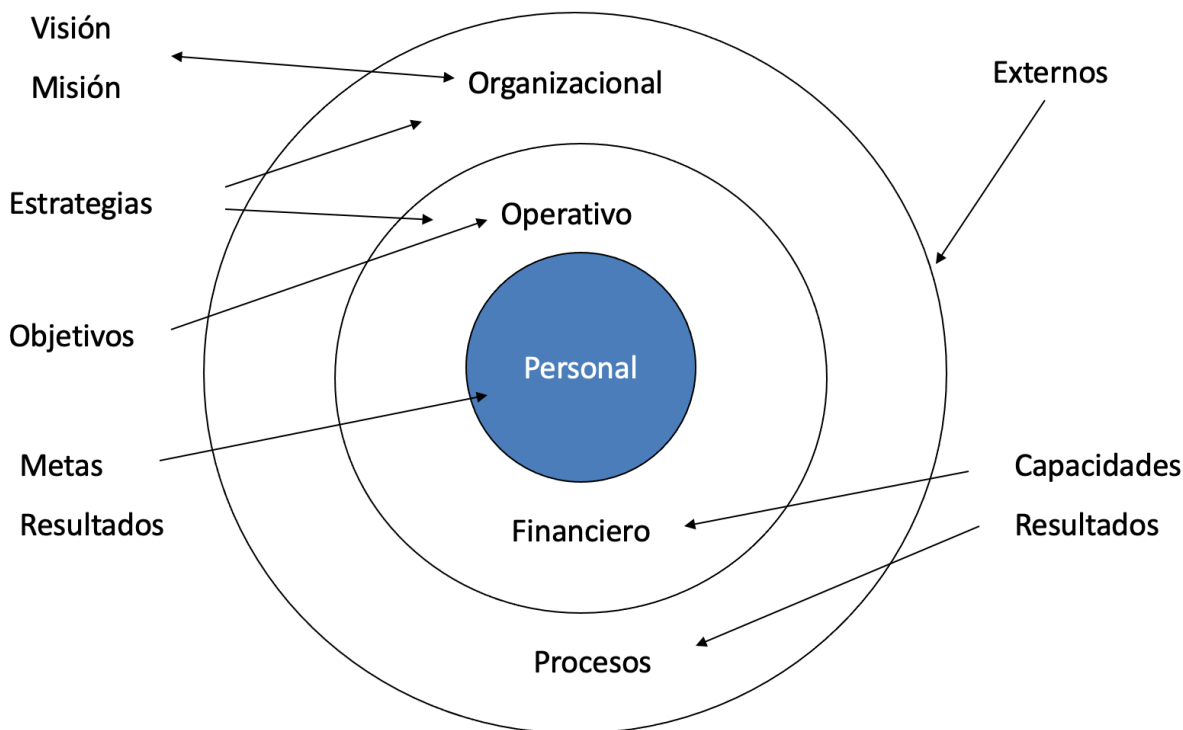 Visión
Misión
Organizacional
Externos
Estrategias
Operativo
Objetivos
Personal
Metas
Resultados
Capacidades
Resultados
Financiero
Procesos